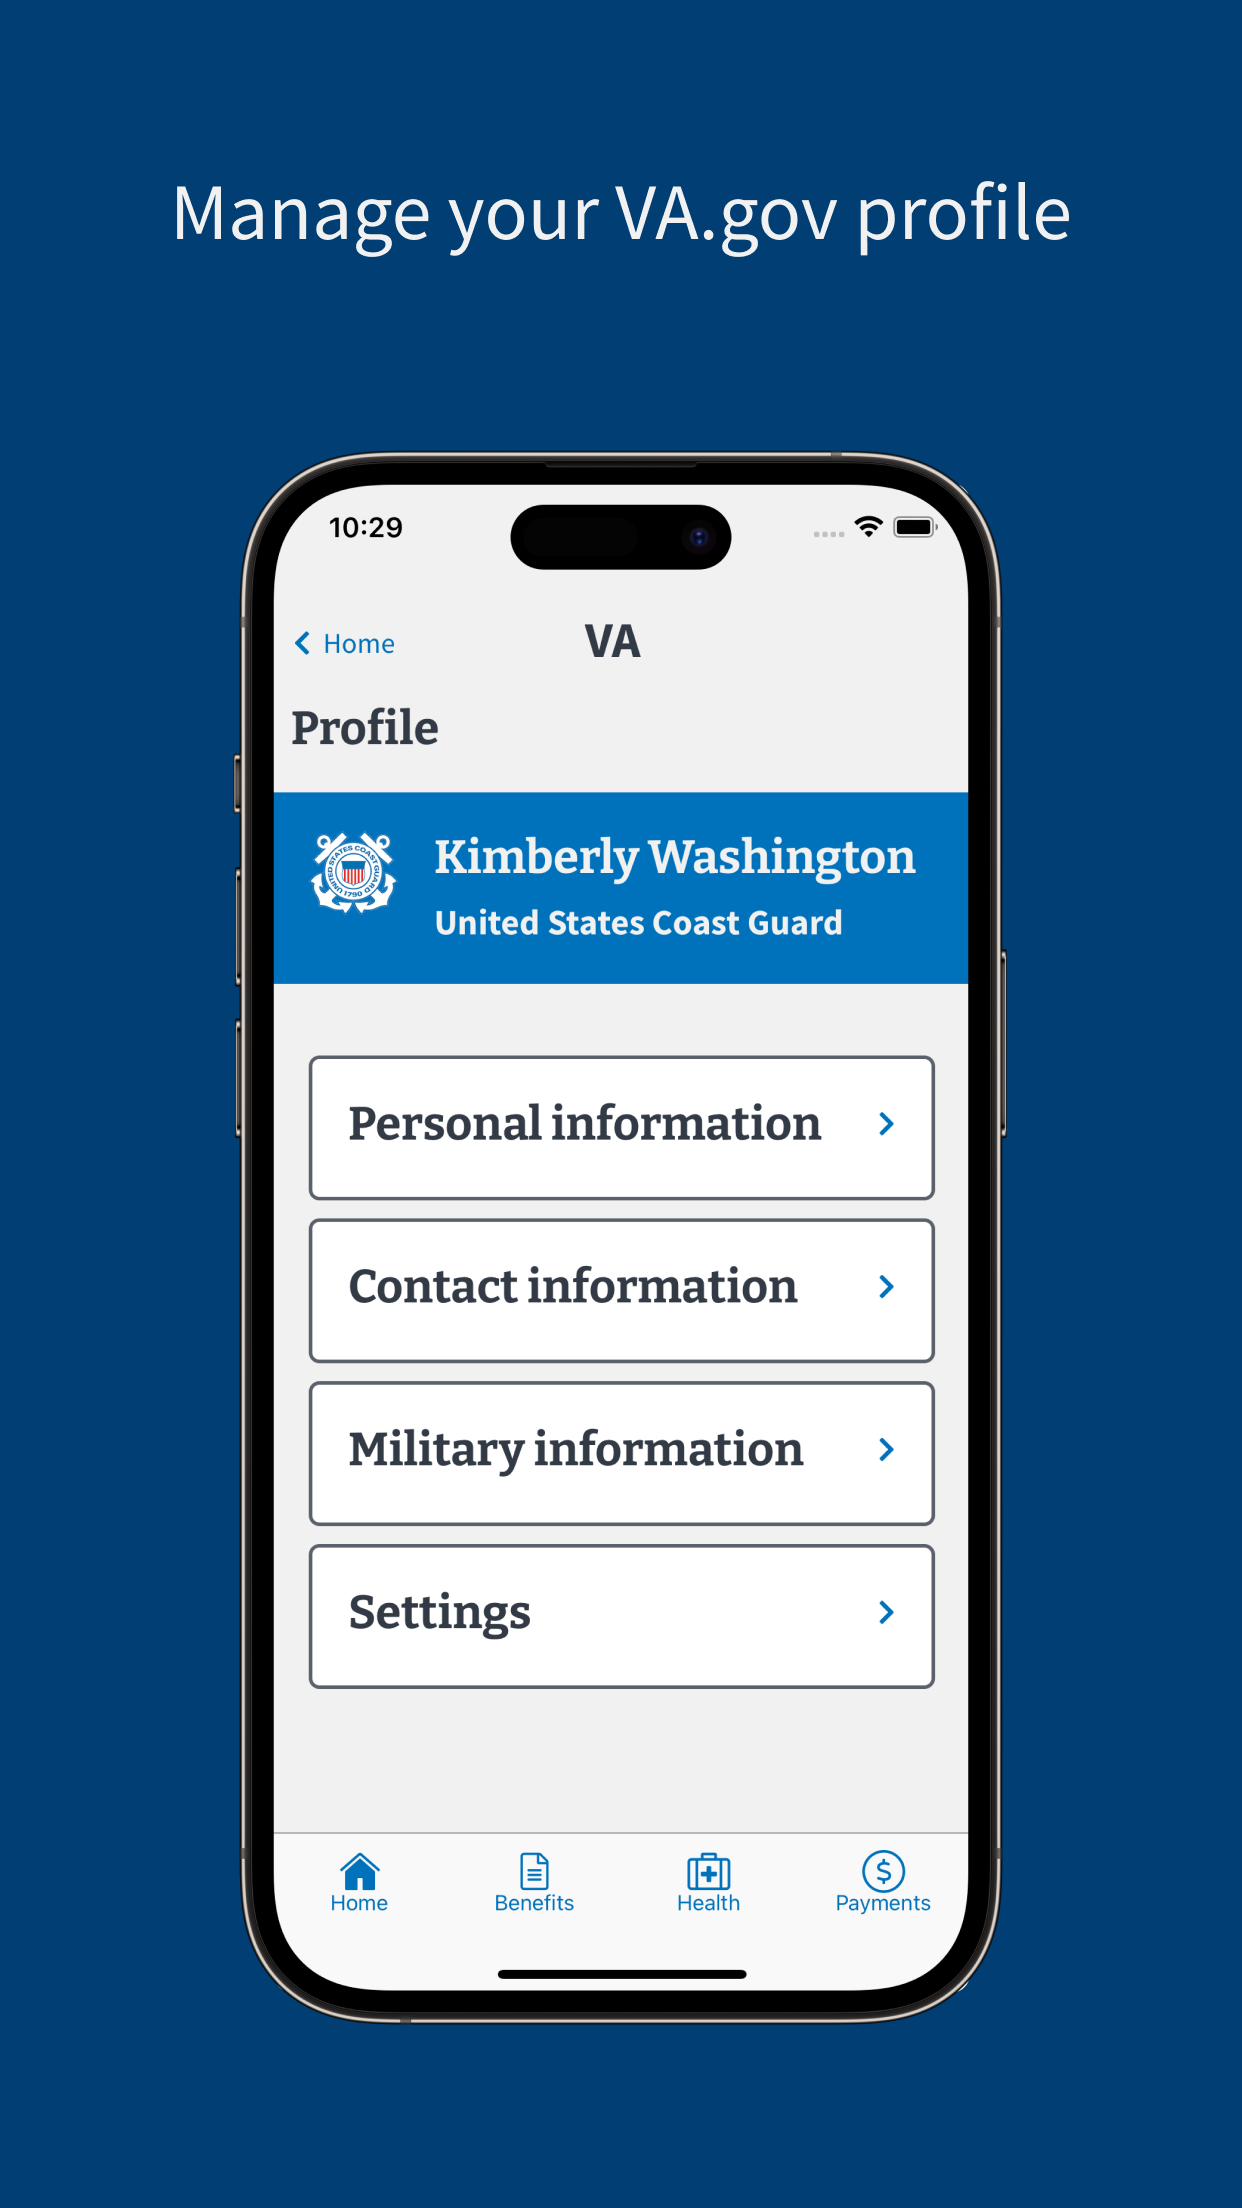 Manage your VA.gov profile
10:29
Home
VA
Profile
UNITED STATES COAST GUARD
1790
Kimberly Washington
United States Coast Guard
Personal information
Contact information
Military information
Settings
Home
Benefits
Health
Payments